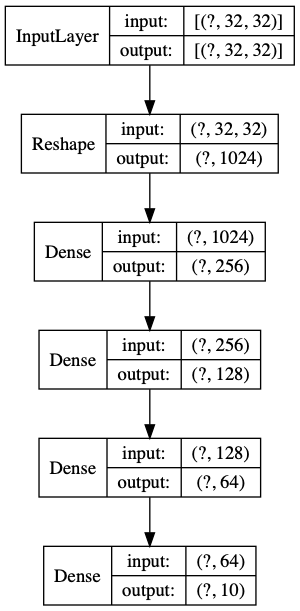 InputLayer
input: [(?, 32, 32)]
output: [(?, 32, 32)]
Reshape
input: (?, 32, 32)
output: (?, 1024)
Dense
input: (?, 1024)
output: (?, 256)
Dense
input: (?, 256)
output: (?, 128)
Dense
input: (?, 128)
output: (?, 64)
Dense
input: (?, 64)
output: (?, 10)